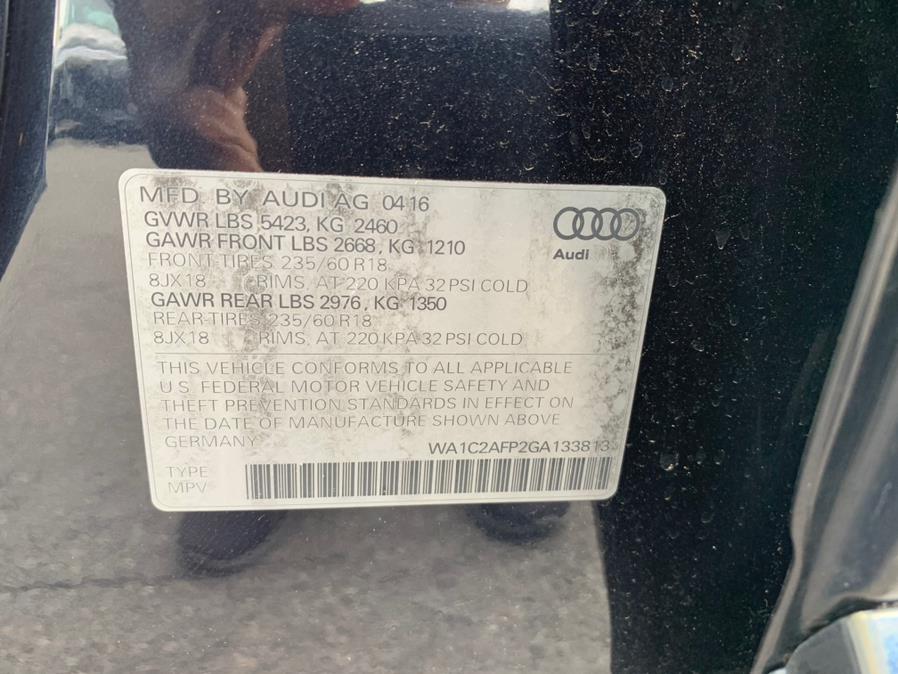 MFD BY AUDI AG 04 16
GVWR LBS 5423, KG 2460
GAWR FRONT LBS 2668, KG 1210
FRONT TIRES 235/60 R18
8JX18 RIMS, AT 220 KPA 32 PSI COLD
GAWR REAR LBS 2976, KG 1350
REAR TIRES 235/60 R18
8JX18 RIMS, AT 220 KPA 32 PSI COLD
Audi
THIS VEHICLE CONFORMS TO ALL APPLICABLE
U.S. FEDERAL MOTOR VEHICLE SAFETY AND
THEFT PREVENTION STANDARDS IN EFFECT ON
THE DATE OF MANUFACTURE SHOWN ABOVE
GERMANY WA1C2AFP2GA133813
TYPE
MPV